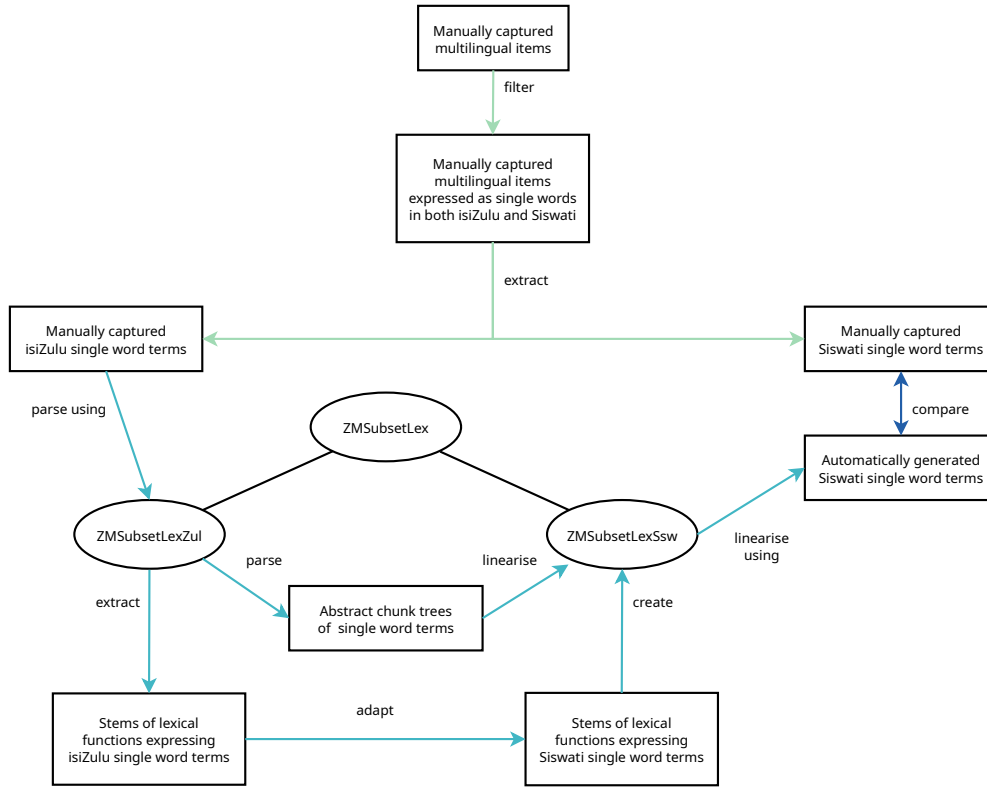 Manually captured
multilingual items
filter
Manually captured
multilingual items
expressed as single words
in both isiZulu and Siswati
extract
Manually captured
isiZulu single word terms
Manually captured
Siswati single word terms
parse using
compare
ZMSubsetLex
Automatically generated
Siswati single word terms
ZMSubsetLexZul
ZMSubsetLexSsw
linearise
using
parse
linearise
extract
create
Abstract chunk trees
of single word terms
Stems of lexical
functions expressing
isiZulu single word terms
adapt
Stems of lexical
functions expressing
Siswati single word terms